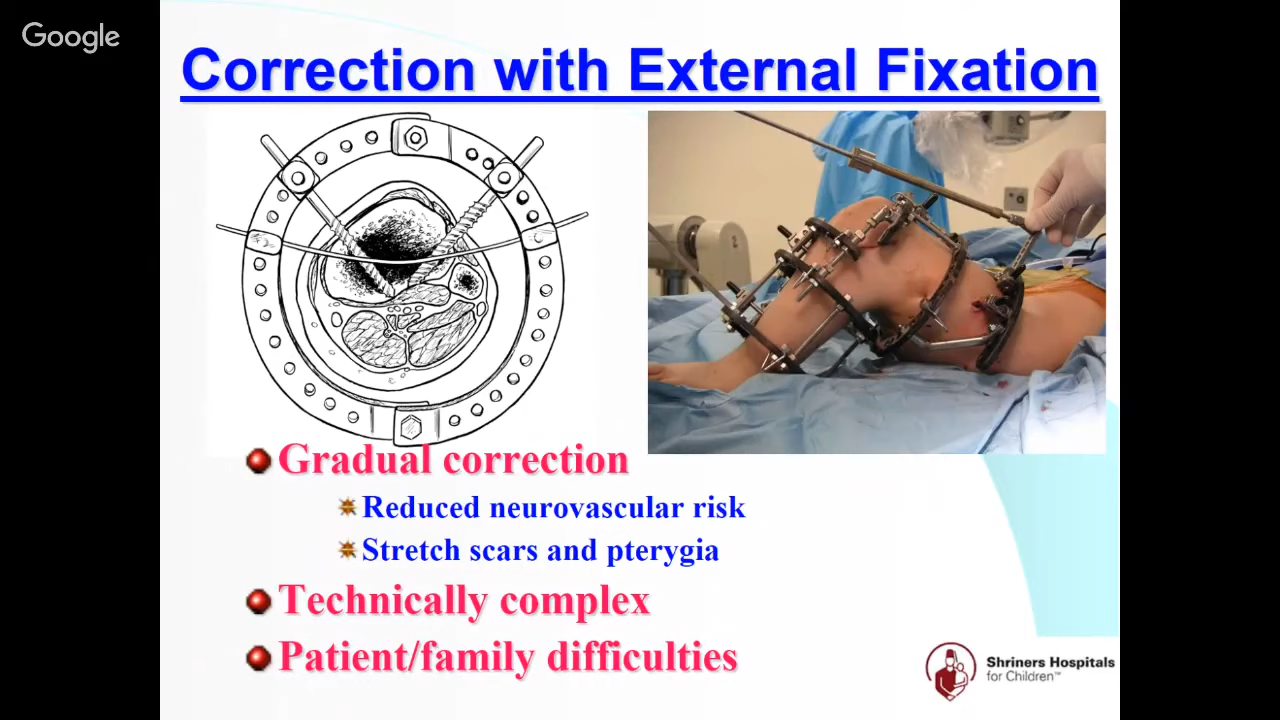 Google
Correction with External Fixation
Gradual correction
Reduced neurovascular risk
Stretch scars and pterygia
Technically complex
Patient/family difficulties
Shriners Hospitals
for Children™